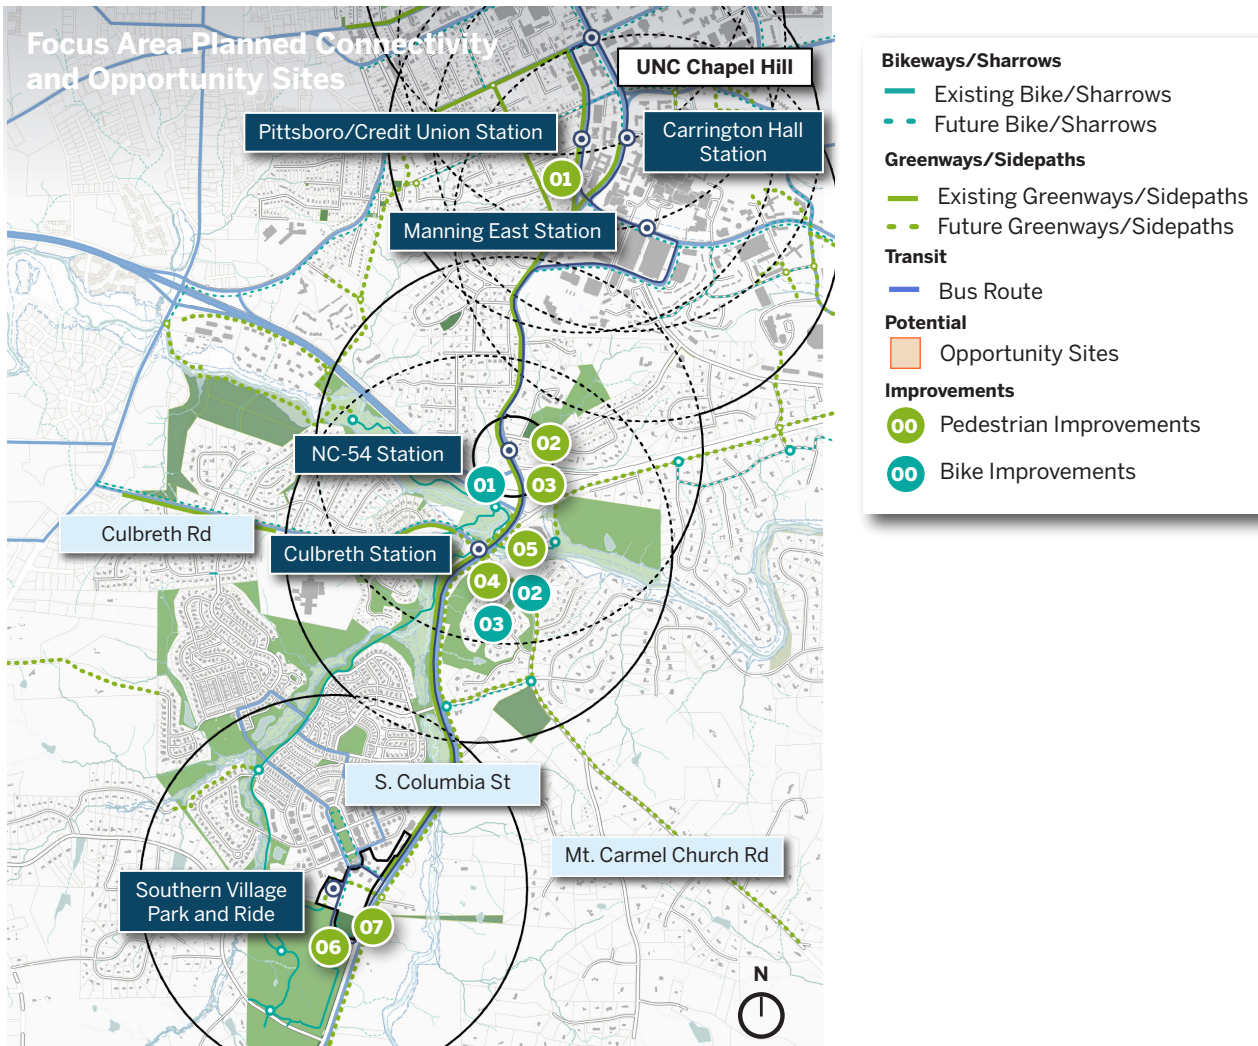 Focus Area Planned Connectivity
and Opportunity Sites
UNC Chapel Hill
Pittsboro/Credit Union Station
Carrington Hall
Station
01
Manning East Station
NC-54 Station
02
01
03
Culbreth Rd
Culbreth Station
05
04
02
03
S. Columbia St
Mt. Carmel Church Rd
Southern Village
Park and Ride
07
06
N
Bikeways/Sharrows
Existing Bike/Sharrows
Future Bike/Sharrows
Greenways/Sidepaths
Existing Greenways/Sidepaths
Future Greenways/Sidepaths
Transit
Bus Route
Potential
Opportunity Sites
Improvements
00 Pedestrian Improvements
00 Bike Improvements